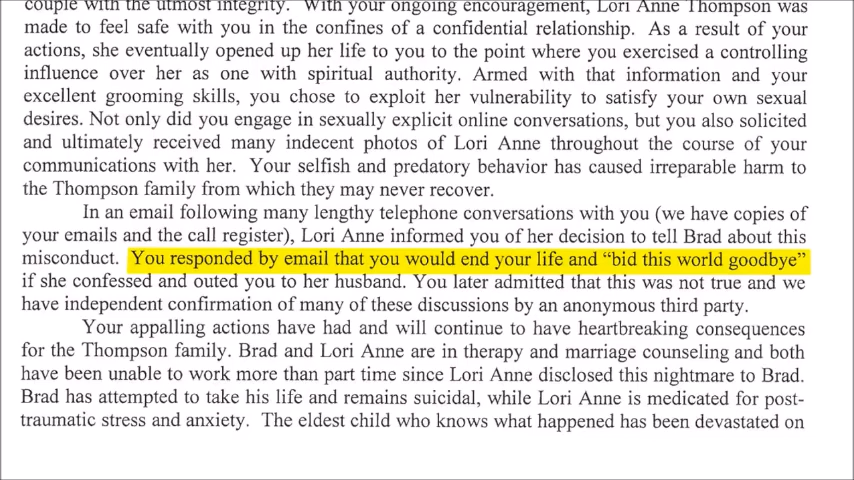 couple with the utmost integrity. With your ongoing encouragement, Lori Anne Thompson was
made to feel safe with you in the confines of a confidential relationship. As a result of your
actions, she eventually opened up her life to you to the point where you exercised a controlling
influence over her as one with spiritual authority. Armed with that information and your
excellent grooming skills, you chose to exploit her vulnerability to satisfy your own sexual
desires. Not only did you engage in sexually explicit online conversations, but you also solicited
and ultimately received many indecent photos of Lori Anne throughout the course of your
communications with her. Your selfish and predatory behavior has caused irreparable harm to
the Thompson family from which they may never recover.
In an email following many lengthy telephone conversations with you (we have copies of
your emails and the call register), Lori Anne informed you of her decision to tell Brad about this
misconduct. You responded by email that you would end your life and “bid this world goodbye”
if she confessed and outed you to her husband. You later admitted that this was not true and we
have independent confirmation of many of these discussions by an anonymous third party.
Your appalling actions have had and will continue to have heartbreaking consequences
for the Thompson family. Brad and Lori Anne are in therapy and marriage counseling and both
have been unable to work more than part time since Lori Anne disclosed this nightmare to Brad.
Brad has attempted to take his life and remains suicidal, while Lori Anne is medicated for post-
traumatic stress and anxiety. The eldest child who knows what happened has been devastated on